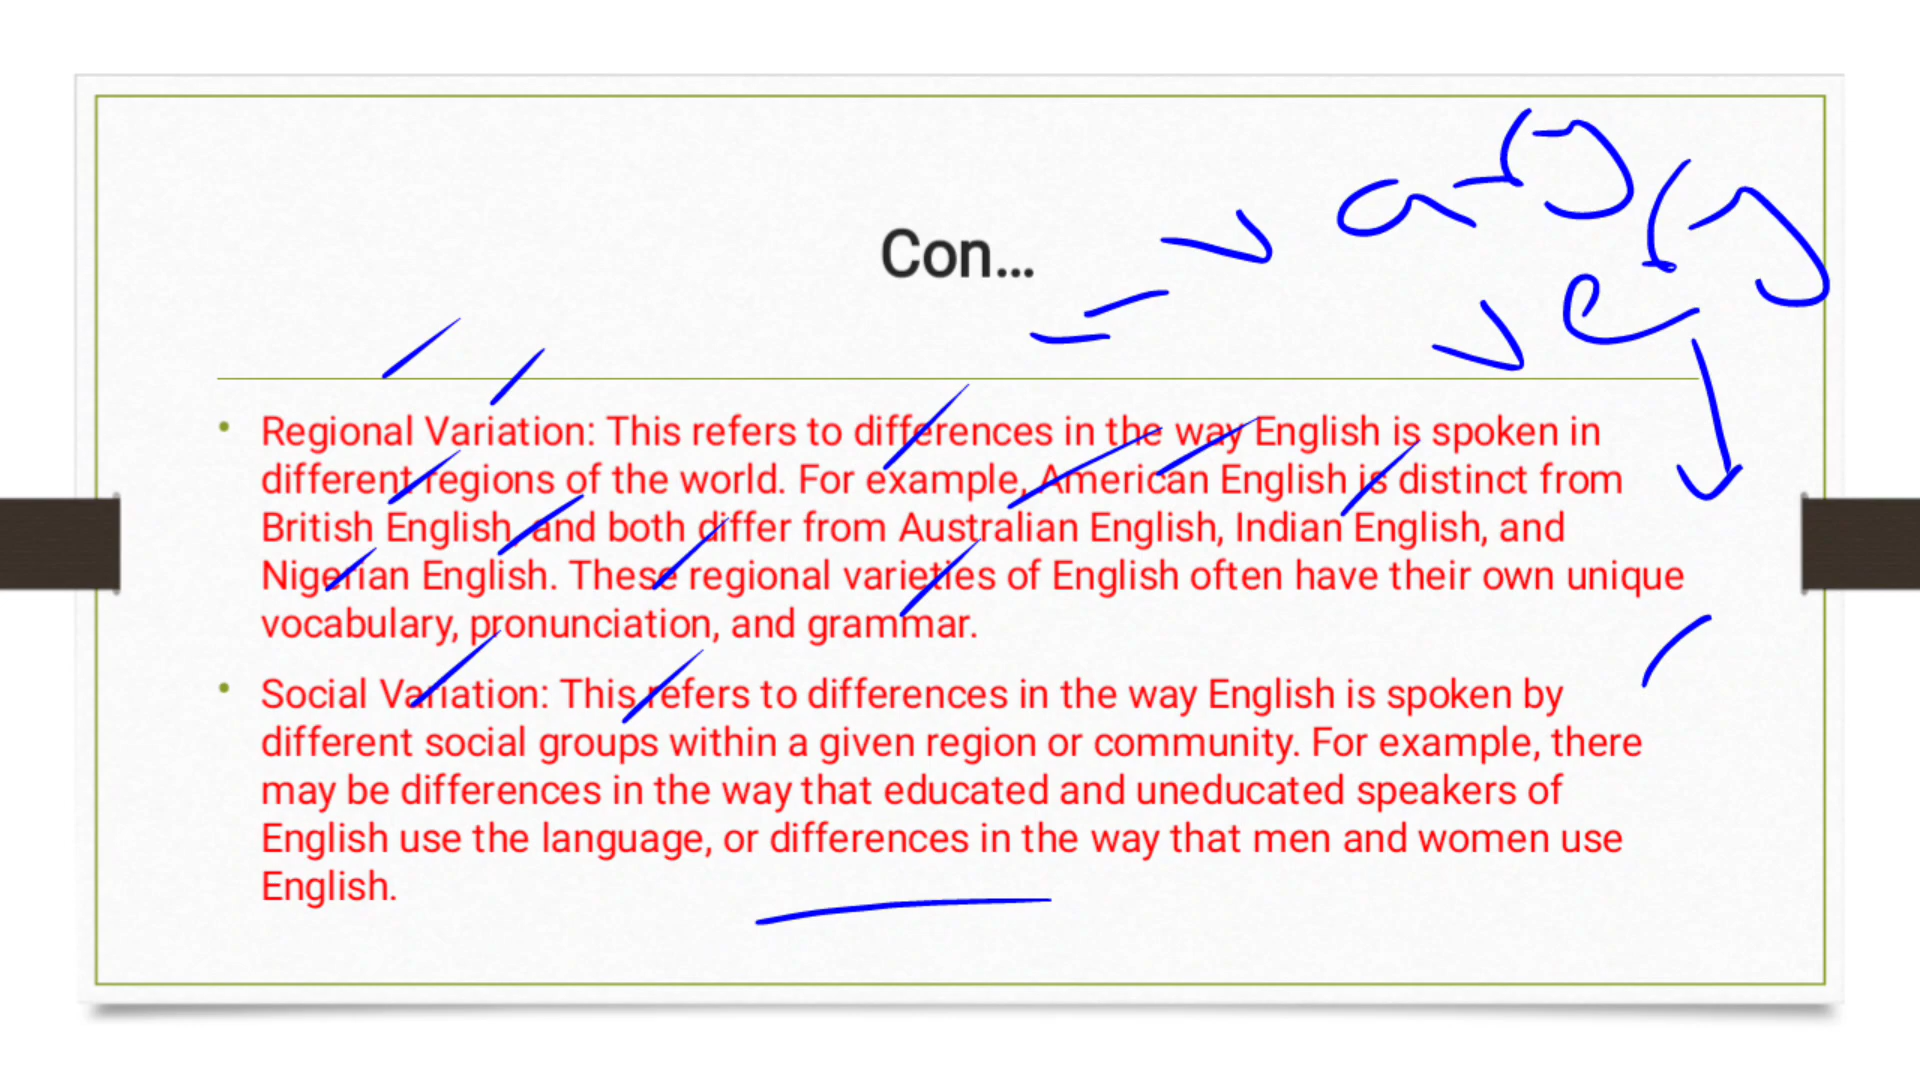 Con...
• Regional Variation: This refers to differences in the way English is spoken in
different regions of the world. For example, American English is distinct from
British English, and both differ from Australian English, Indian English, and
Nigerian English. These regional varieties of English often have their own unique
vocabulary, pronunciation, and grammar.
• Social Variation: This refers to differences in the way English is spoken by
different social groups within a given region or community. For example, there
may be differences in the way that educated and uneducated speakers of
English use the language, or differences in the way that men and women use
English.